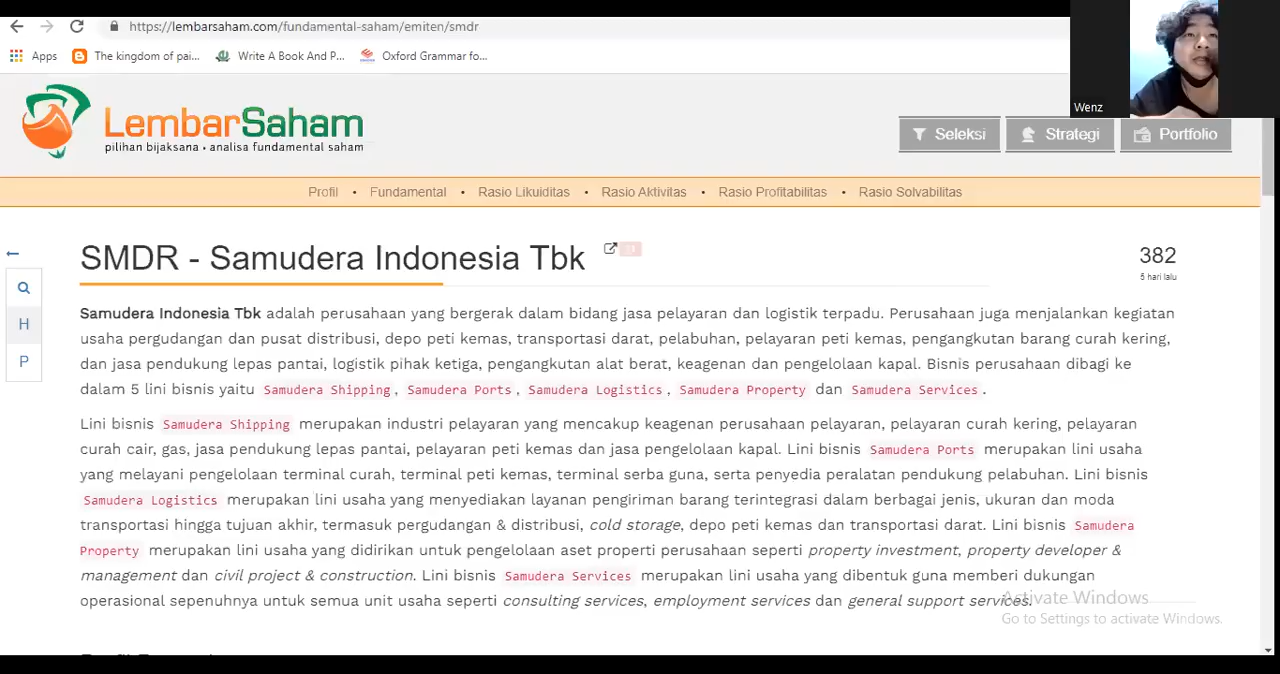 https://lembarsaham.com/fundamental-saham/emiten/smdr
Apps The kingdom of pai... Write A Book And P... Oxford Grammar fo...
Wenz
LembarSaham
pilihan bijaksana • analisa fundamental saham
Seleksi Strategi Portfolio
Profil • Fundamental • Rasio Likuiditas • Rasio Aktivitas • Rasio Profitabilitas • Rasio Solvabilitas
SMDR - Samudera Indonesia Tbk
382
5 hari lalu
H
P
Samudera Indonesia Tbk adalah perusahaan yang bergerak dalam bidang jasa pelayaran dan logistik terpadu. Perusahaan juga menjalankan kegiatan
usaha pergudangan dan pusat distribusi, depo peti kemas, transportasi darat, pelabuhan, pelayaran peti kemas, pengangkutan barang curah kering,
dan jasa pendukung lepas pantai, logistik pihak ketiga, pengangkutan alat berat, keagenan dan pengelolaan kapal. Bisnis perusahaan dibagi ke
dalam 5 lini bisnis yaitu Samudera Shipping, Samudera Ports, Samudera Logistics, Samudera Property dan Samudera Services.
Lini bisnis Samudera Shipping merupakan industri pelayaran yang mencakup keagenan perusahaan pelayaran, pelayaran curah kering, pelayaran
curah cair, gas, jasa pendukung lepas pantai, pelayaran peti kemas dan jasa pengelolaan kapal. Lini bisnis Samudera Ports merupakan lini usaha
yang melayani pengelolaan terminal curah, terminal peti kemas, terminal serba guna, serta penyedia peralatan pendukung pelabuhan. Lini bisnis
Samudera Logistics merupakan lini usaha yang menyediakan layanan pengiriman barang terintegrasi dalam berbagai jenis, ukuran dan moda
transportasi hingga tujuan akhir, termasuk pergudangan & distribusi, cold storage, depo peti kemas dan transportasi darat. Lini bisnis Samudera
Property merupakan lini usaha yang didirikan untuk pengelolaan aset properti perusahaan seperti property investment, property developer &
management dan civil project & construction. Lini bisnis Samudera Services merupakan lini usaha yang dibentuk guna memberi dukungan
operasional sepenuhnya untuk semua unit usaha seperti consulting services, employment services dan general support services.
Activate Windows
Go to Settings to activate Windows.